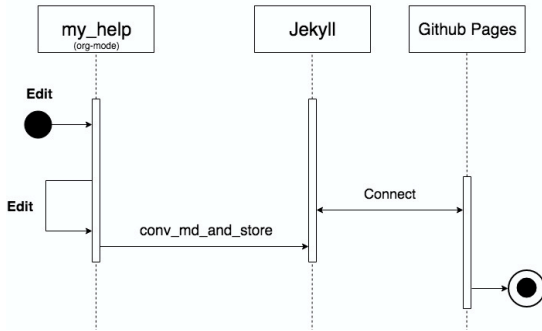 my_help
(org-mode)
Jekyll
Github Pages
Edit
Edit
Connect
conv_md_and_store